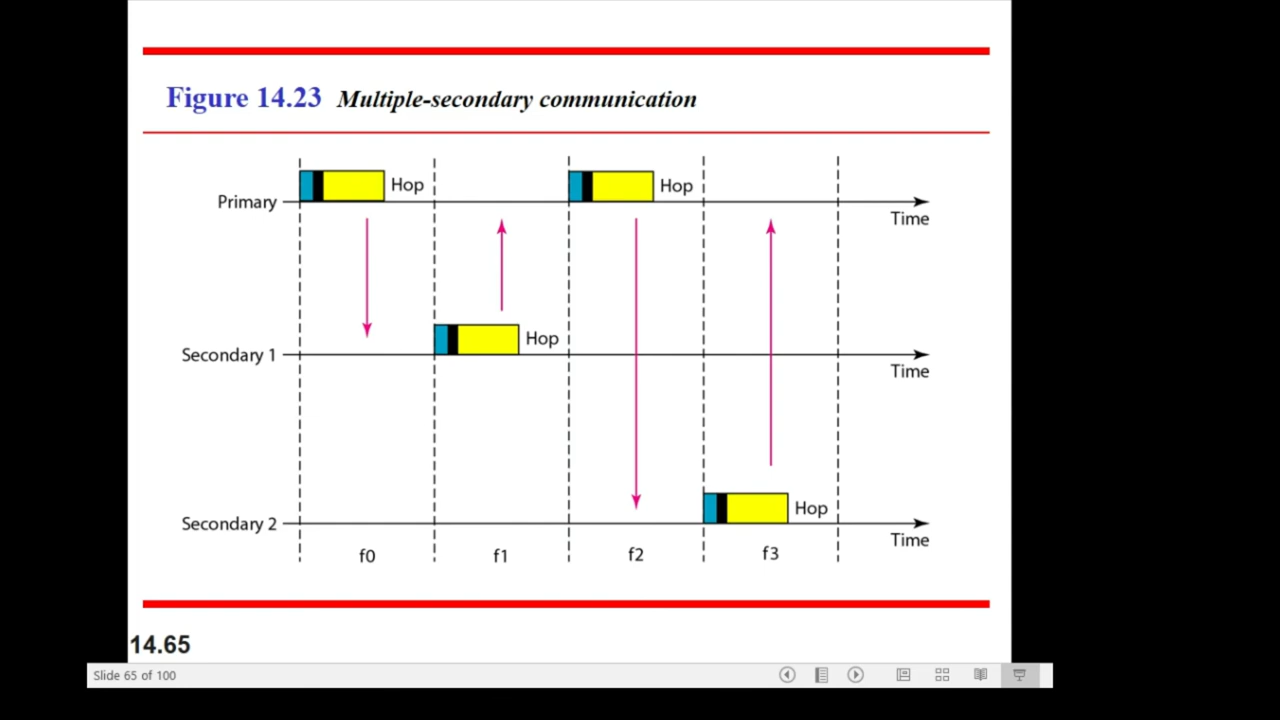 Figure 14.23 Multiple-secondary communication
Hop
Hop
Primary
Time
Hop
Secondary 1
Time
Hop
Secondary 2
Time
f0 f1 f2 f3
14.65
Slide 65 of 100